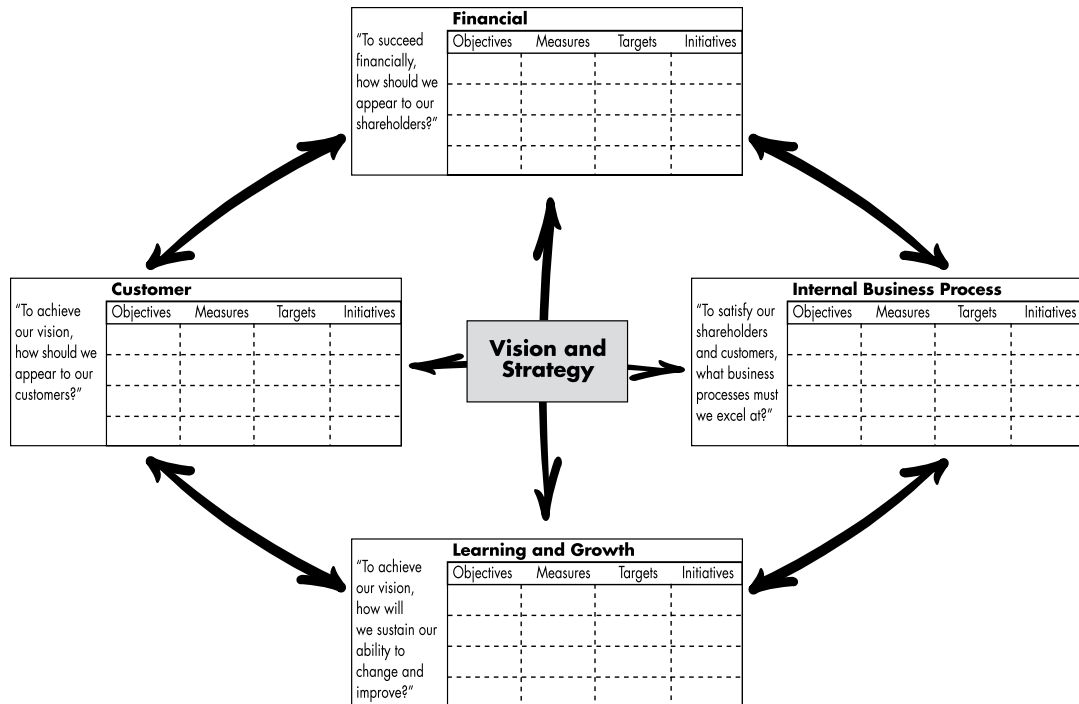 Financial
"To succeed
financially,
how should we
appear to our
shareholders?"
Objectives Measures Targets Initiatives
Customer
"To achieve
our vision,
how should we
appear to our
customers?"
Objectives Measures Targets Initiatives
Vision and
Strategy
Internal Business Process
"To satisfy our
shareholders
and customers,
what business
processes must
we excel at?"
Objectives Measures Targets Initiatives
Learning and Growth
"To achieve
our vision,
how will
we sustain our
ability to
change and
improve?"
Objectives Measures Targets Initiatives